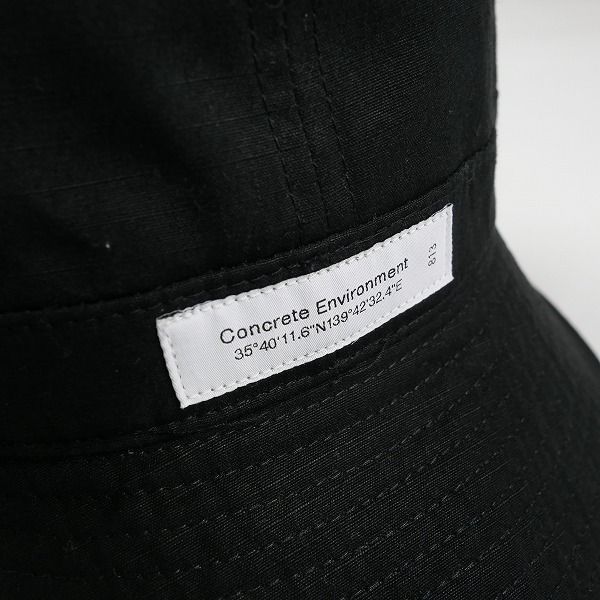 Concrete Environment
35°40'11.6"N139°42'32.4"E
813